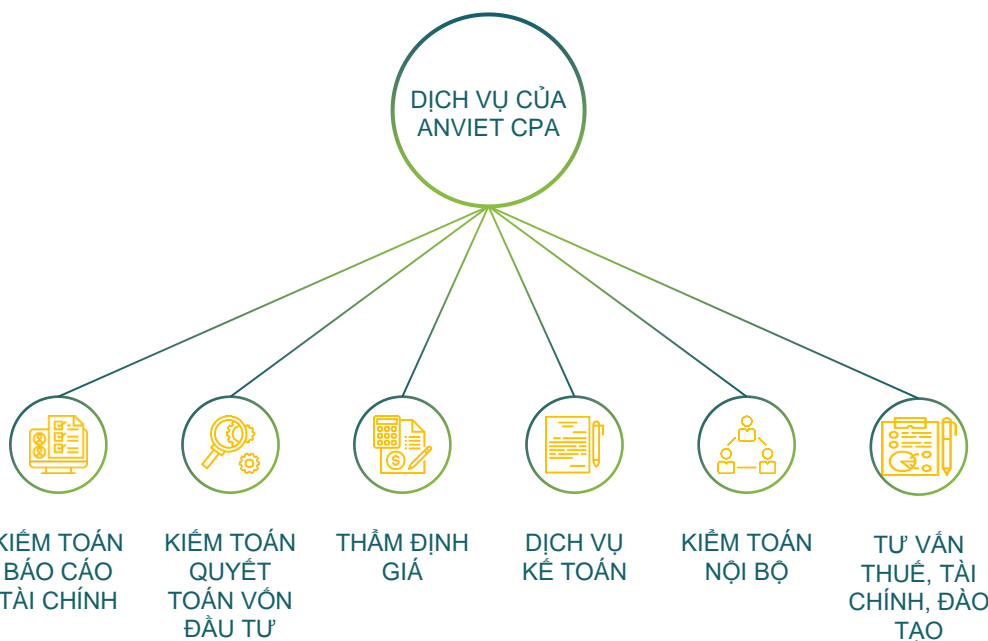 DỊCH VỤ CỦA
ANVIET CPA
KIỂM TOÁN
BÁO CÁO
TÀI CHÍNH
KIỂM TOÁN
QUYẾT
TOÁN VỐN
ĐẦU TƯ
THẨM ĐỊNH
GIÁ
DỊCH VỤ
KẾ TOÁN
KIỂM TOÁN
NỘI BỘ
TƯ VẤN
THUẾ, TÀI
CHÍNH, ĐÀO
TẠO